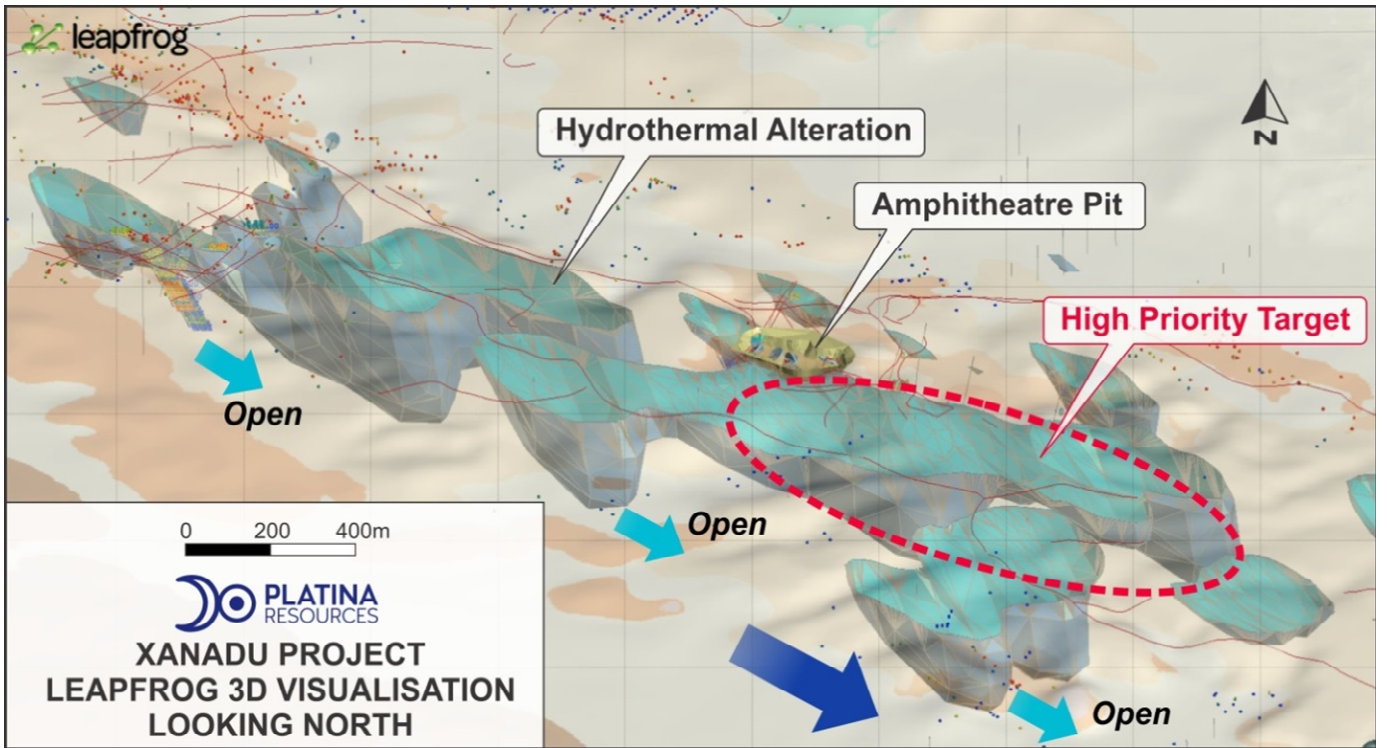 leapfrog
Hydrothermal Alteration
Amphitheatre Pit
N
High Priority Target
Open
Open
Open
0 200 400m
PLATINA
RESOURCES
XANADU PROJECT
LEAPFROG 3D VISUALISATION
LOOKING NORTH